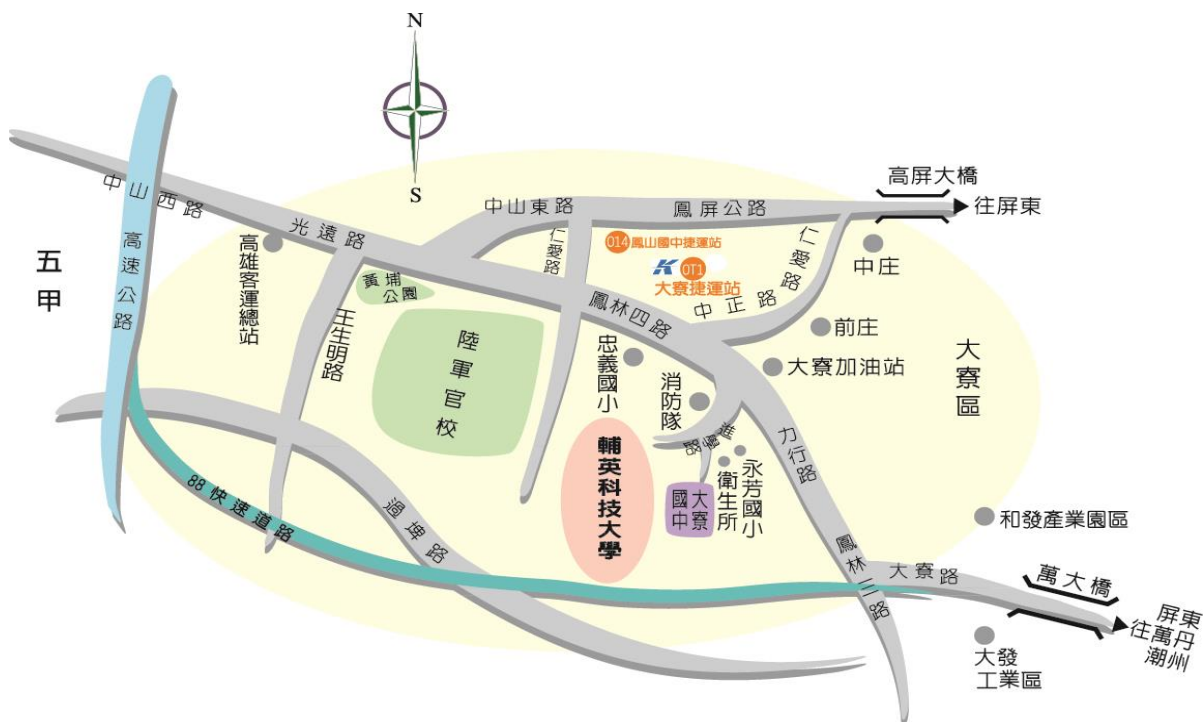 N
S
高屏大橋
往屏東
中山西路
光遠路
中山東路
鳳屏公路
仁愛路
仁愛路
014 鳳山國中捷運站
K OT1
大寮捷運站
中庄
五甲
高速公路
高雄客運總站
黃埔
公園
王生明路
陸軍官校
鳳林四路
中正路
前庄
大寮區
忠義國小
消防隊
大寮加油站
進學路
力行路
輔英科技大學
大寮
國中
衛生所
永芳國小
88快速道路
過埤路
和發產業園區
鳳林三路
大寮路
萬大橋
屏東
往萬丹
潮州
大發
工業區